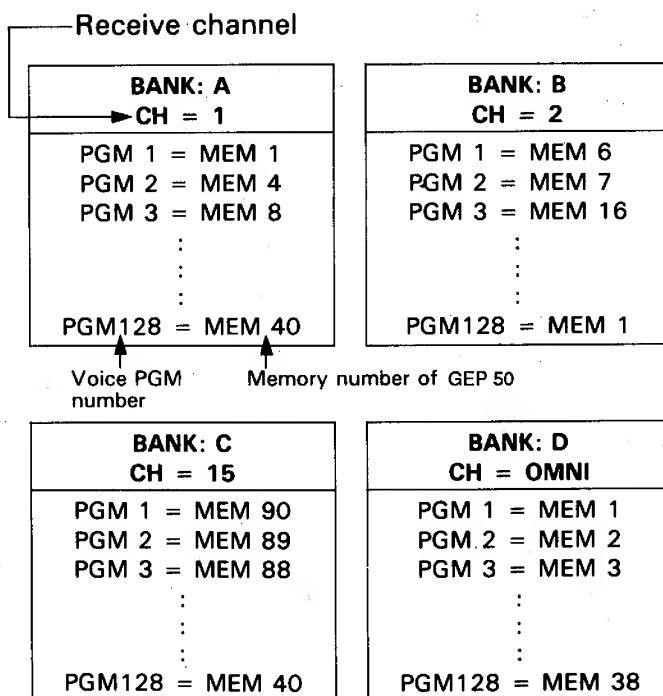 Receive channel
BANK: A
CH = 1
PGM 1 = MEM 1
PGM 2 = MEM 4
PGM 3 = MEM 8
:
:
:
PGM128 = MEM 40
BANK: B
CH = 2
PGM 1 = MEM 6
PGM 2 = MEM 7
PGM 3 = MEM 16
:
:
:
PGM128 = MEM 1
Voice PGM
number
Memory number of GEP 50
BANK: C
CH = 15
PGM 1 = MEM 90
PGM 2 = MEM 89
PGM 3 = MEM 88
:
:
:
PGM128 = MEM 40
BANK: D
CH = OMNI
PGM 1 = MEM 1
PGM 2 = MEM 2
PGM 3 = MEM 3
:
:
:
PGM128 = MEM 38